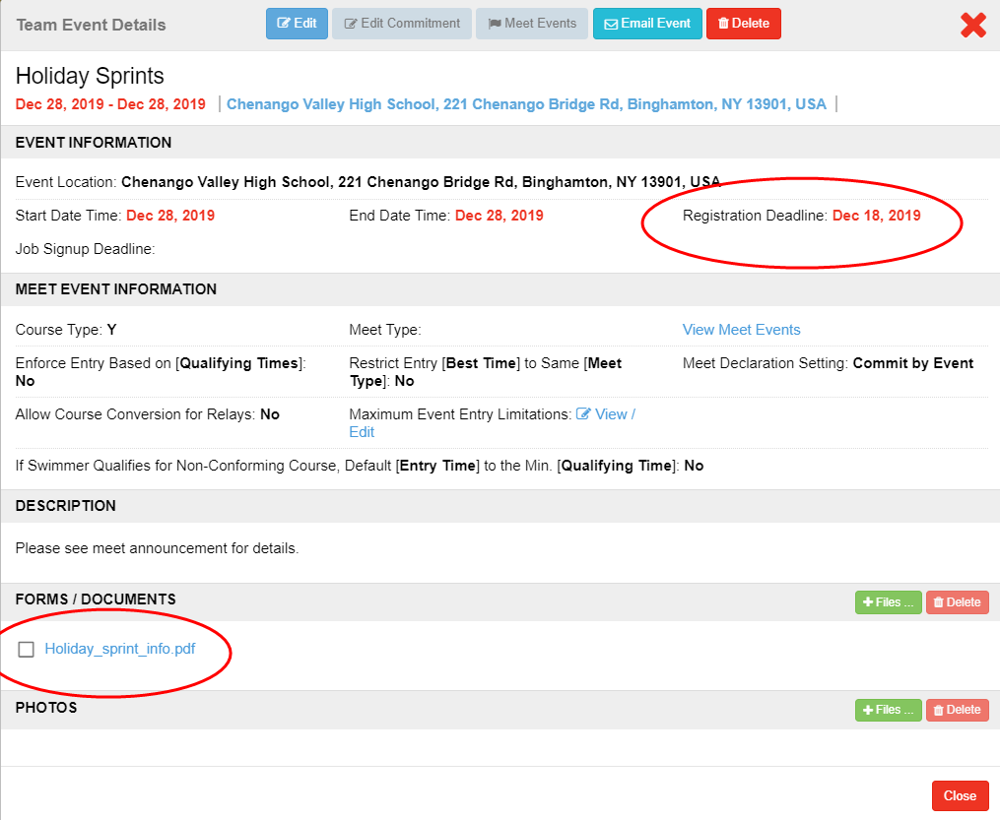 Team Event Details
Edit
Edit Commitment
Meet Events
Email Event
Delete
Holiday Sprints
Dec 28, 2019 - Dec 28, 2019
Chenango Valley High School, 221 Chenango Bridge Rd, Binghamton, NY 13901, USA
EVENT INFORMATION
Event Location: Chenango Valley High School, 221 Chenango Bridge Rd, Binghamton, NY 13901, USA
Start Date Time: Dec 28, 2019
End Date Time: Dec 28, 2019
Registration Deadline: Dec 18, 2019
Job Signup Deadline:
MEET EVENT INFORMATION
Course Type: Y
Meet Type:
View Meet Events
Enforce Entry Based on [Qualifying Times]:
No
Restrict Entry [Best Time] to Same [Meet
Type]: No
Meet Declaration Setting: Commit by Event
Allow Course Conversion for Relays: No
Maximum Event Entry Limitations: View /
Edit
If Swimmer Qualifies for Non-Conforming Course, Default [Entry Time] to the Min. [Qualifying Time]: No
DESCRIPTION
Please see meet announcement for details.
FORMS / DOCUMENTS
Files ...
Delete
Holiday_sprint_info.pdf
PHOTOS
Files ...
Delete
Close